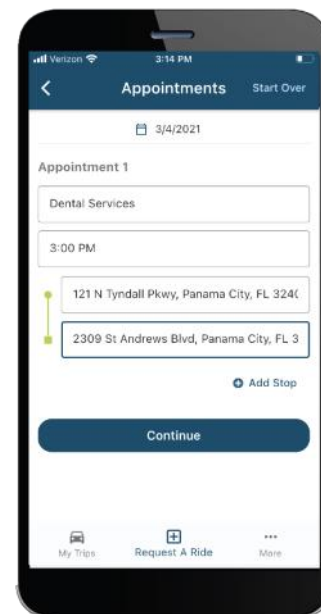 Verizon 3:14 PM
Appointments Start Over
3/4/2021
Appointment 1
Dental Services
3:00 PM
121 N Tyndall Pkwy, Panama City, FL 324(
2309 St Andrews Blvd, Panama City, FL 3
Add Stop
Continue
My Trips Request A Ride More